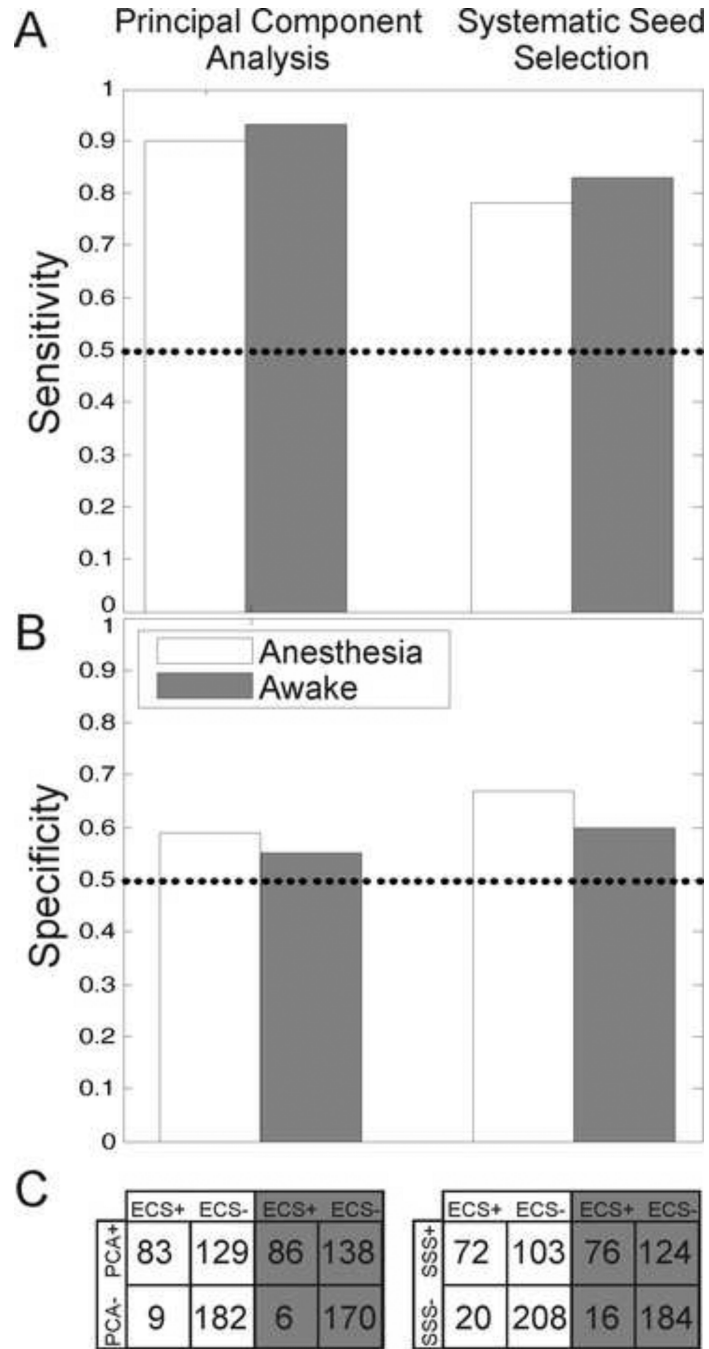 A
Principal Component
Analysis
Systematic Seed
Selection
Sensitivity
1
0.9
0.8
0.7
0.6
0.5
0.4
0.3
0.2
0.1
0
B
Specificity
1
0.9
0.8
0.7
0.6
0.5
0.4
0.3
0.2
0.1
0
Anesthesia
Awake
C
ECS+ ECS- ECS+ ECS-
PCA+ 83 129 86 138
PCA- 9 182 6 170
ECS+ ECS- ECS+ ECS-
SSS+ 72 103 76 124
SSS- 20 208 16 184